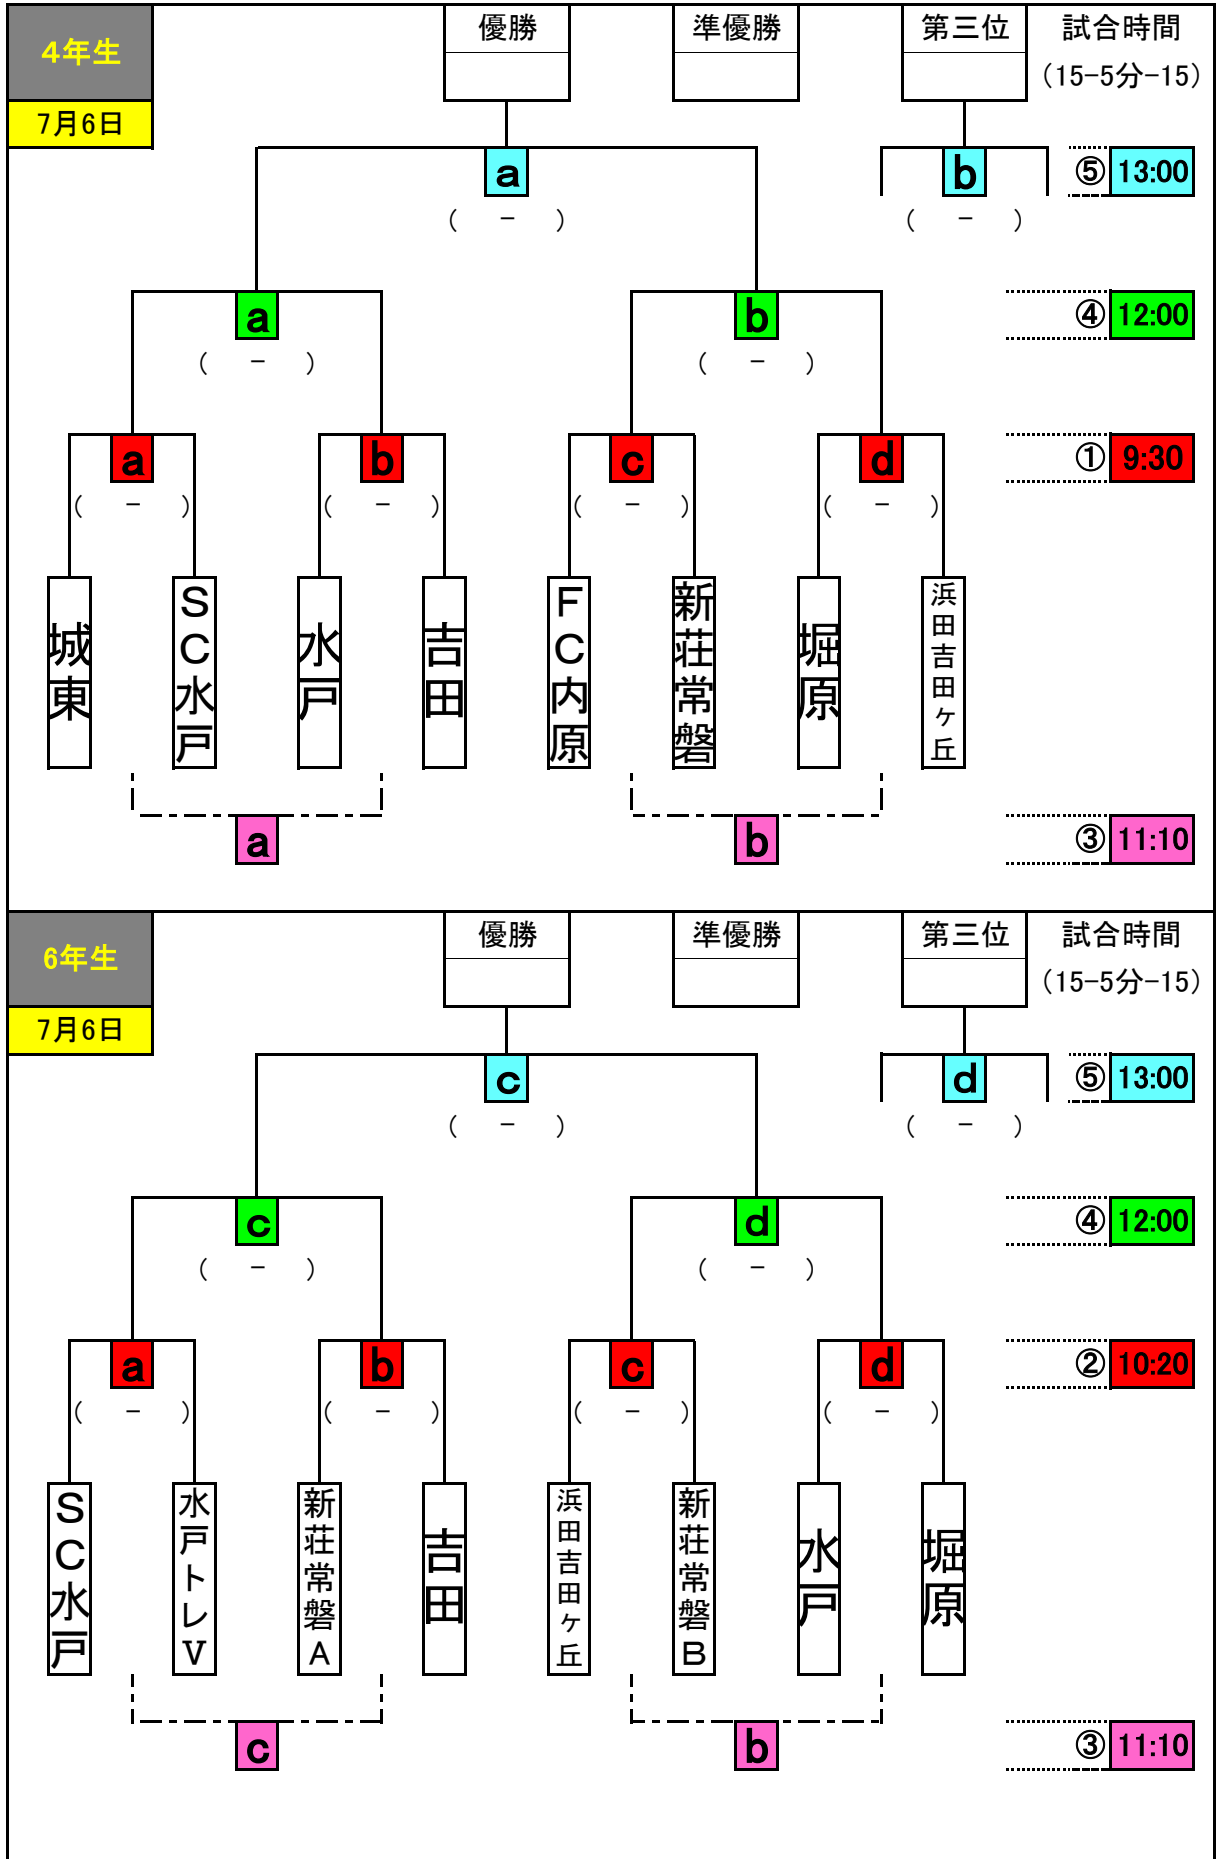 4年生
優勝
準優勝
第三位
試合時間
(15-5分-15)
7月6日
a
b
⑤ 13:00
( - )
( - )
a
b
④ 12:00
( - )
( - )
a
b
c
d
① 9:30
( - )
( - )
( - )
( - )
城東
SC水戸
水戸
吉田
FC内原
新荘常磐
堀原
浜田吉田ヶ丘
a
b
③ 11:10
6年生
優勝
準優勝
第三位
試合時間
(15-5分-15)
7月6日
c
d
⑤ 13:00
( - )
( - )
c
d
④ 12:00
( - )
( - )
a
b
c
d
② 10:20
( - )
( - )
( - )
( - )
SC水戸
水戸トレV
新荘常磐A
吉田
浜田吉田ヶ丘
新荘常磐B
水戸
堀原
c
b
③ 11:10